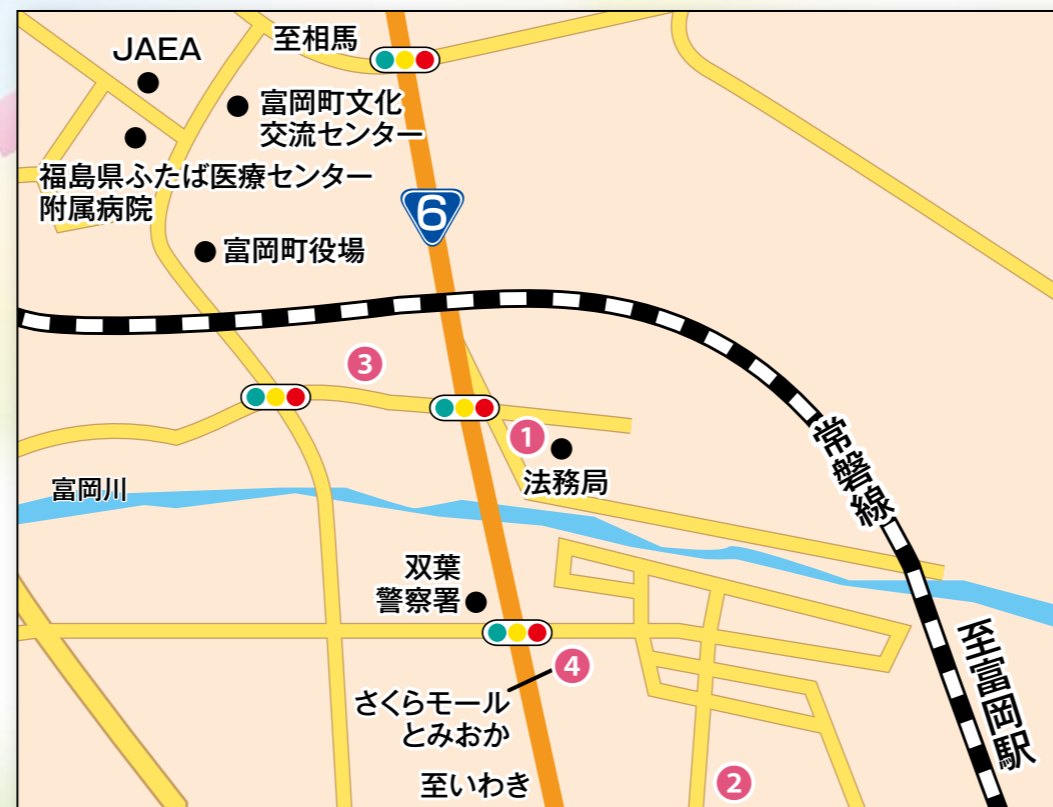 至相馬
JAEA
富岡町文化
交流センター
福島県ふたば医療センター
附属病院
6
富岡町役場
3
1
法務局
常磐線
富岡川
双葉
警察署
4
さくらモール
とみおか
至富岡駅
至いわき
2